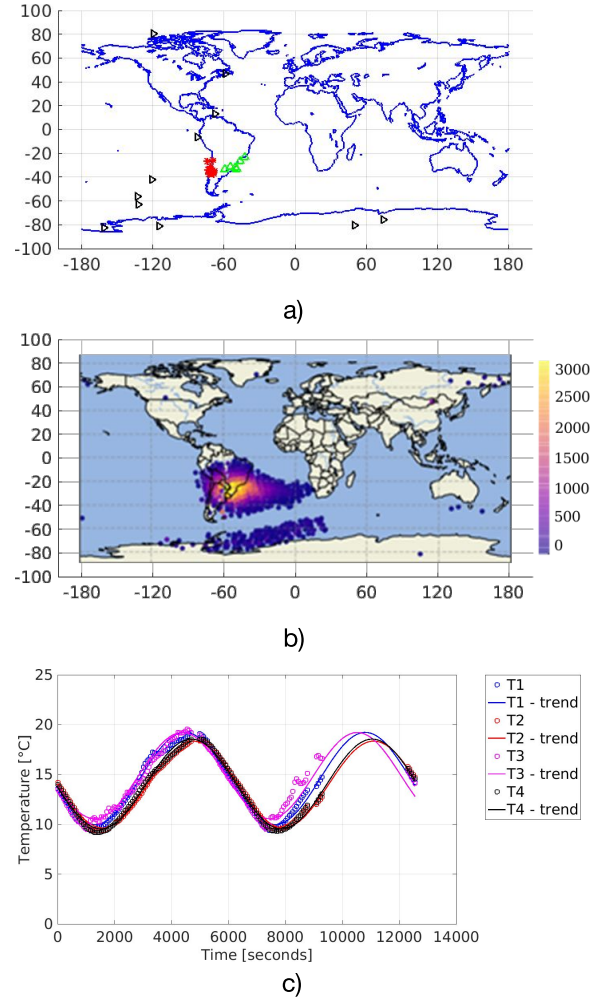 100
80
60
40
20
0
-20
-40
-60
-80
-100
-180 -120 -60 0 60 120 180
a)
100
80
60
40
20
0
-20
-40
-60
-80
-100
-180 -120 -60 0 60 120 180
3000
2500
2000
1500
1000
500
0
b)
25
20
15
10
5
0
Temperature [°C]
0 2000 4000 6000 8000 10000 12000 14000
Time [seconds]
T1
T1 - trend
T2
T2 - trend
T3
T3 - trend
T4
T4 - trend
c)